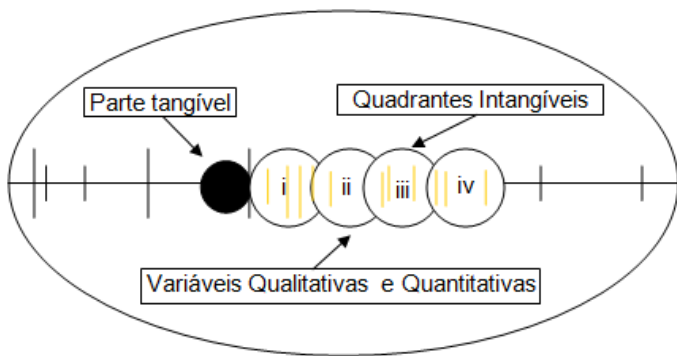 Parte tangível
Quadrantes Intangíveis
i
ii
iii
iv
Variáveis Qualitativas e Quantitativas